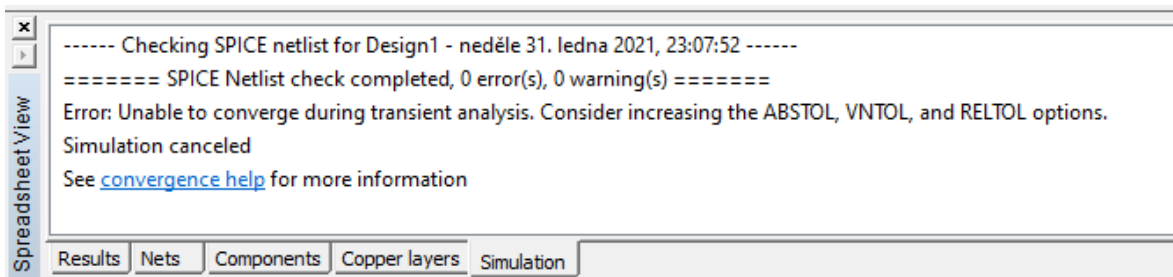 ------ Checking SPICE netlist for Design1 - neděle 31. ledna 2021, 23:07:52 ------
======= SPICE Netlist check completed, 0 error(s), 0 warning(s) =======
Error: Unable to converge during transient analysis. Consider increasing the ABSTOL, VNTOL, and RELTOL options.
Simulation canceled
See convergence help for more information
Spreadsheet View
Results Nets Components Copper layers Simulation